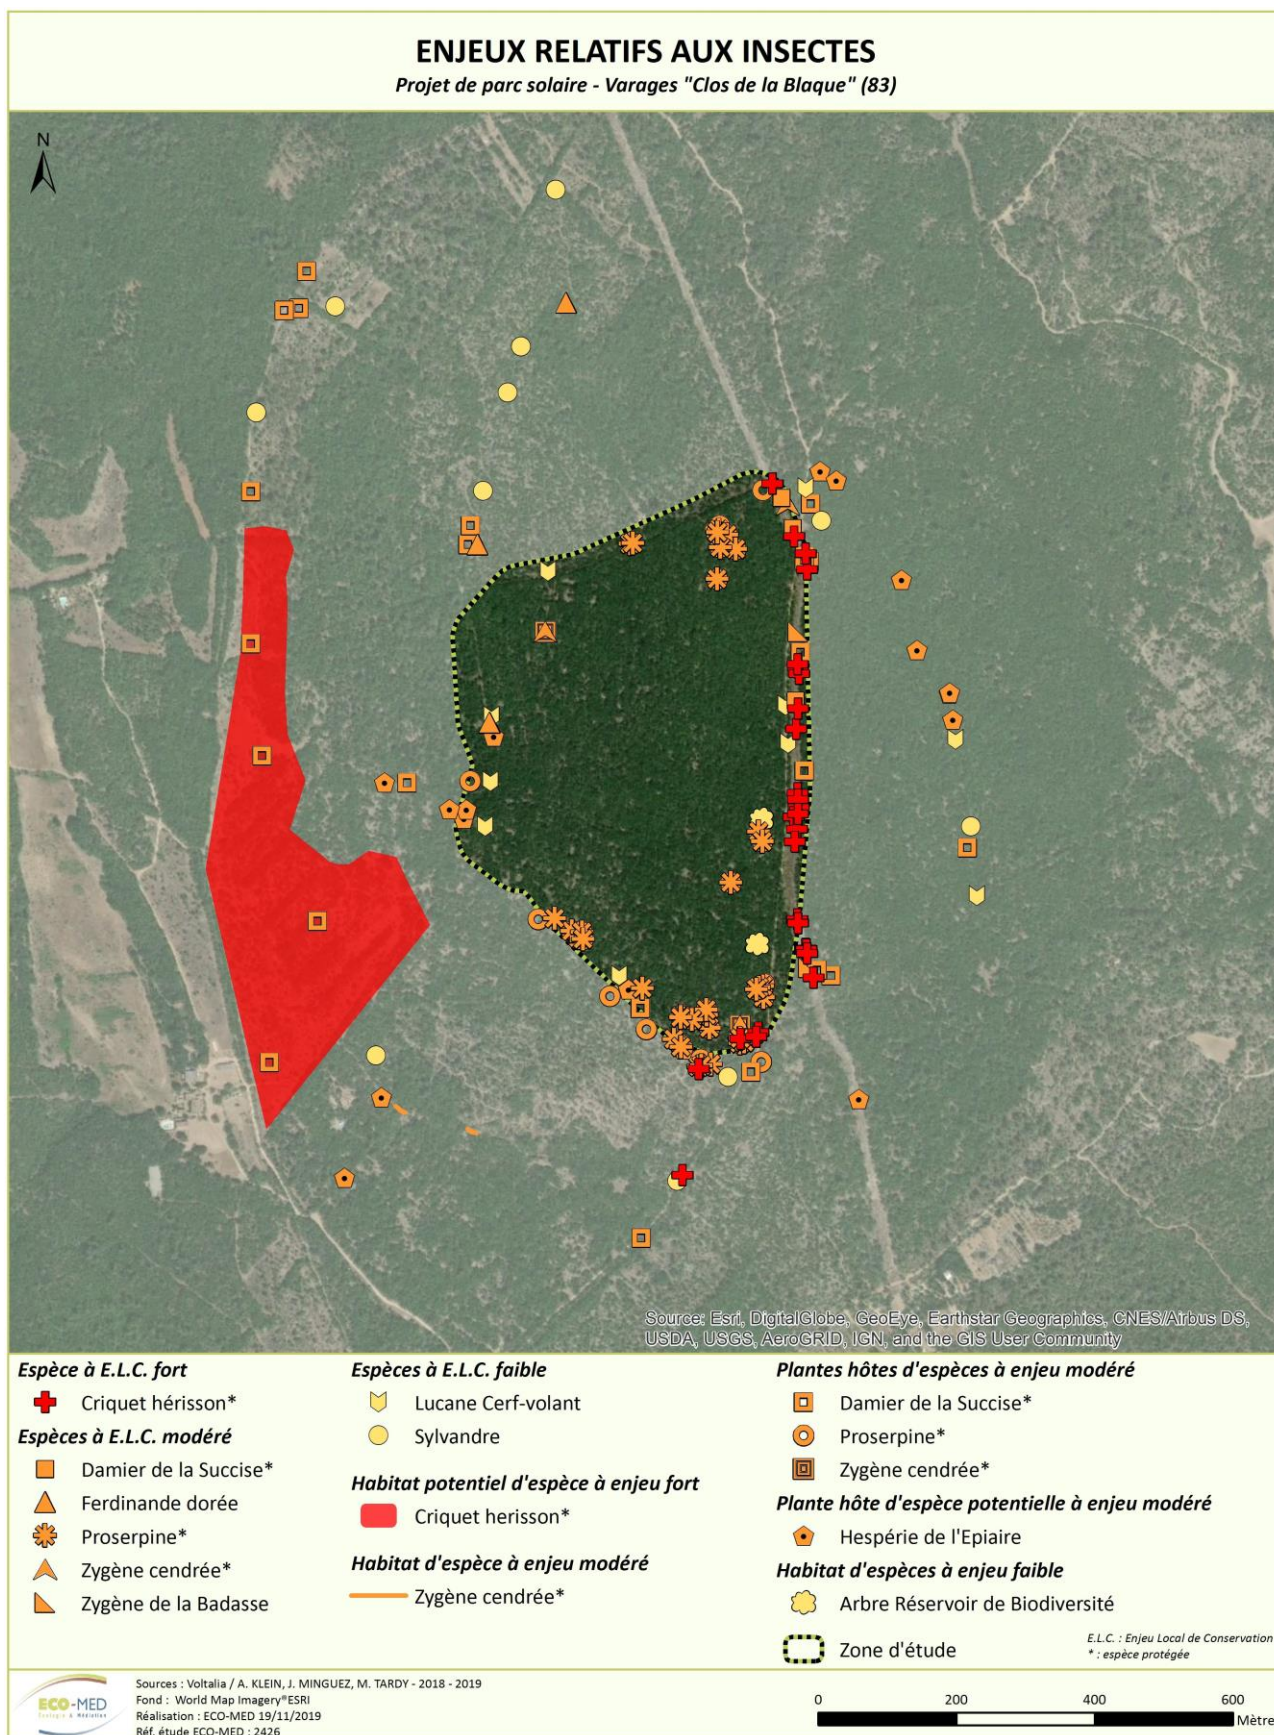 ENJEUX RELATIFS AUX INSECTES
Projet de parc solaire - Varages "Clos de la Blaque" (83)
N
Source: Esri, DigitalGlobe, GeoEye, Earthstar Geographics, CNES/Airbus DS,
USDA, USGS, AeroGRID, IGN, and the GIS User Community
Espèce à E.L.C. fort
Criquet hérisson*
Espèces à E.L.C. modéré
Damier de la Succise*
Ferdinande dorée
Proserpine*
Zygène cendrée*
Zygène de la Badasse
Espèces à E.L.C. faible
Lucane Cerf-volant
Sylvandre
Habitat potentiel d'espèce à enjeu fort
Criquet herisson*
Habitat d'espèce à enjeu modéré
Zygène cendrée*
Plantes hôtes d'espèces à enjeu modéré
Damier de la Succise*
Proserpine*
Zygène cendrée*
Plante hôte d'espèce potentielle à enjeu modéré
Hespérie de l'Epiaire
Habitat d'espèces à enjeu faible
Arbre Réservoir de Biodiversité
Zone d'étude
E.L.C. : Enjeu Local de Conservation
* : espèce protégée
ECO-MED
Ecologie & Médiation
Sources : Voltalia / A. KLEIN, J. MINGUEZ, M. TARDY - 2018 - 2019
Fond : World Map Imagery®ESRI
Réalisation : ECO-MED 19/11/2019
Réf. étude ECO-MED : 2426
0 200 400 600
Mètre